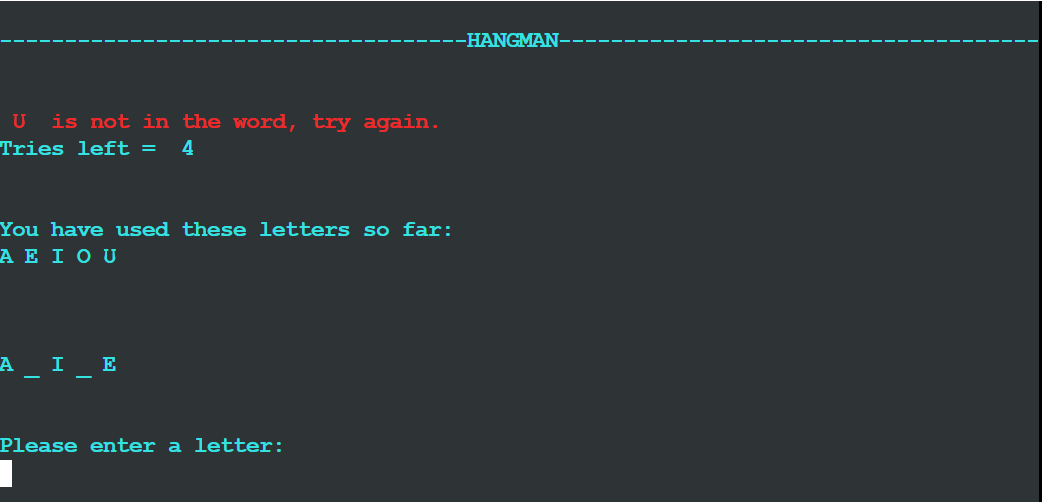 ------------------------------------HANGMAN-------------------------------------
U is not in the word, try again.
Tries left = 4
You have used these letters so far:
A E I O U
A _ I _ E
Please enter a letter: